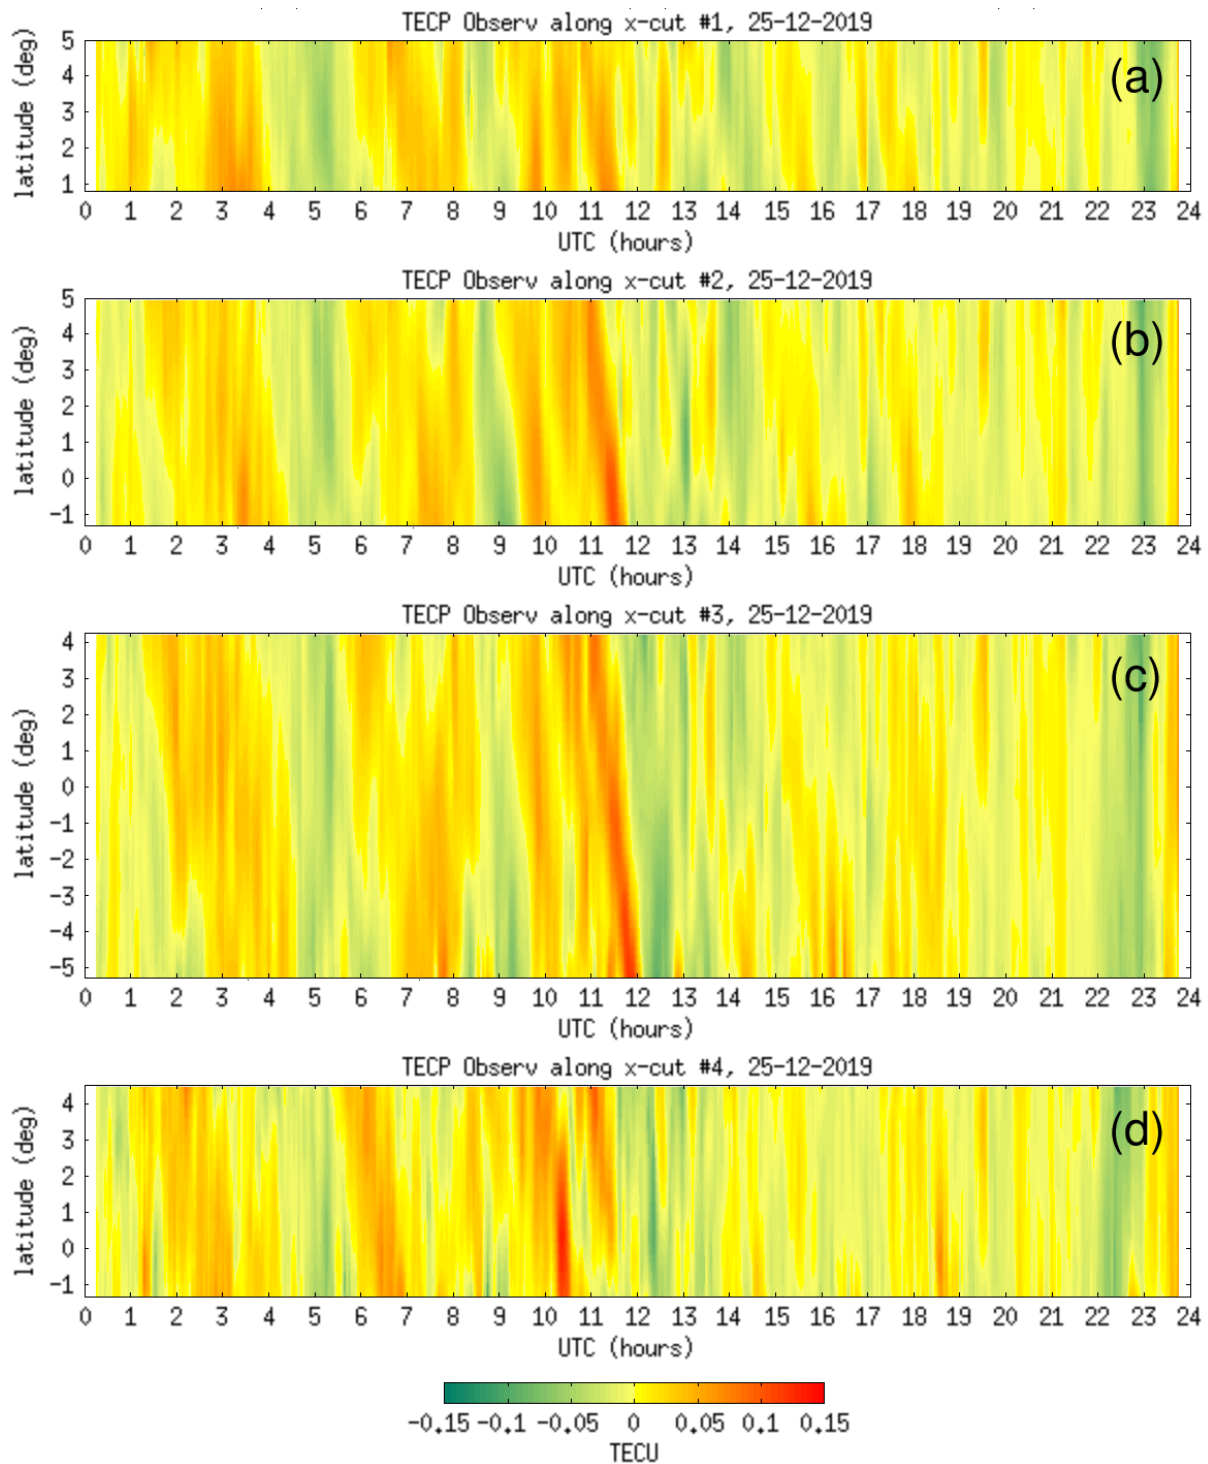 TECP Observ along x-cut #1, 25-12-2019
5
4
3
2
1
latitude (deg)
(a)
0 1 2 3 4 5 6 7 8 9 10 11 12 13 14 15 16 17 18 19 20 21 22 23 24
UTC (hours)
TECP Observ along x-cut #2, 25-12-2019
5
4
3
2
1
0
-1
latitude (deg)
(b)
0 1 2 3 4 5 6 7 8 9 10 11 12 13 14 15 16 17 18 19 20 21 22 23 24
UTC (hours)
TECP Observ along x-cut #3, 25-12-2019
4
3
2
1
0
-1
-2
-3
-4
-5
latitude (deg)
(c)
0 1 2 3 4 5 6 7 8 9 10 11 12 13 14 15 16 17 18 19 20 21 22 23 24
UTC (hours)
TECP Observ along x-cut #4, 25-12-2019
4
3
2
1
0
-1
latitude (deg)
(d)
0 1 2 3 4 5 6 7 8 9 10 11 12 13 14 15 16 17 18 19 20 21 22 23 24
UTC (hours)
-0.15 -0.1 -0.05 0 0.05 0.1 0.15
TECU